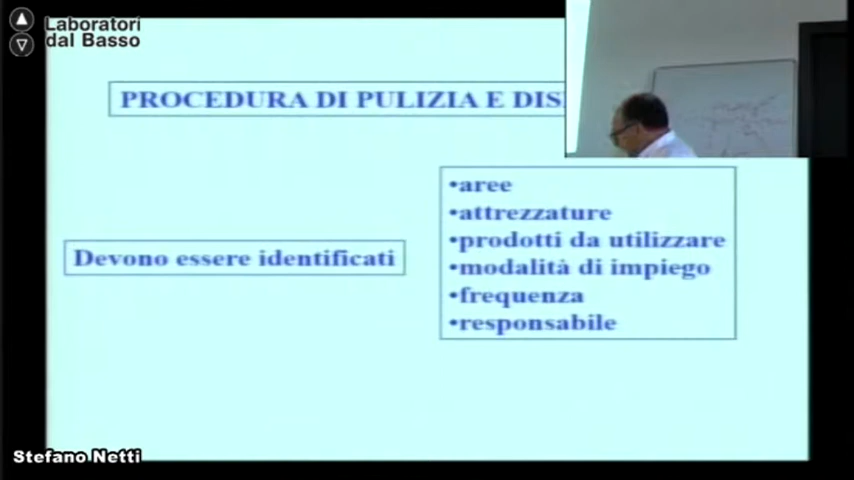 Laboratori
dal Basso
PROCEDURA DI PULIZIA E DIS
Devono essere identificati
•aree
•attrezzature
•prodotti da utilizzare
•modalità di impiego
•frequenza
•responsabile
Stefano Netti